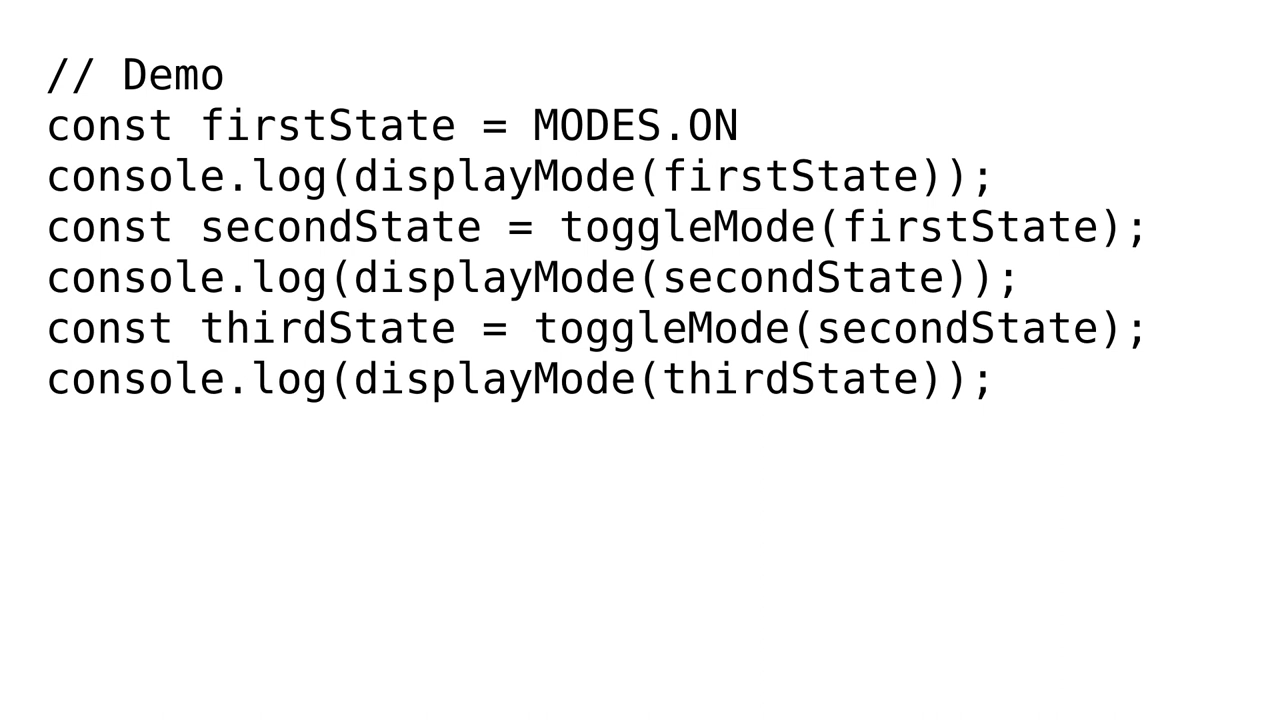 // Demo
const firstState = MODES.ON
console.log(displayMode(firstState));
const secondState = toggleMode(firstState);
console.log(displayMode(secondState));
const thirdState = toggleMode(secondState);
console.log(displayMode(thirdState));